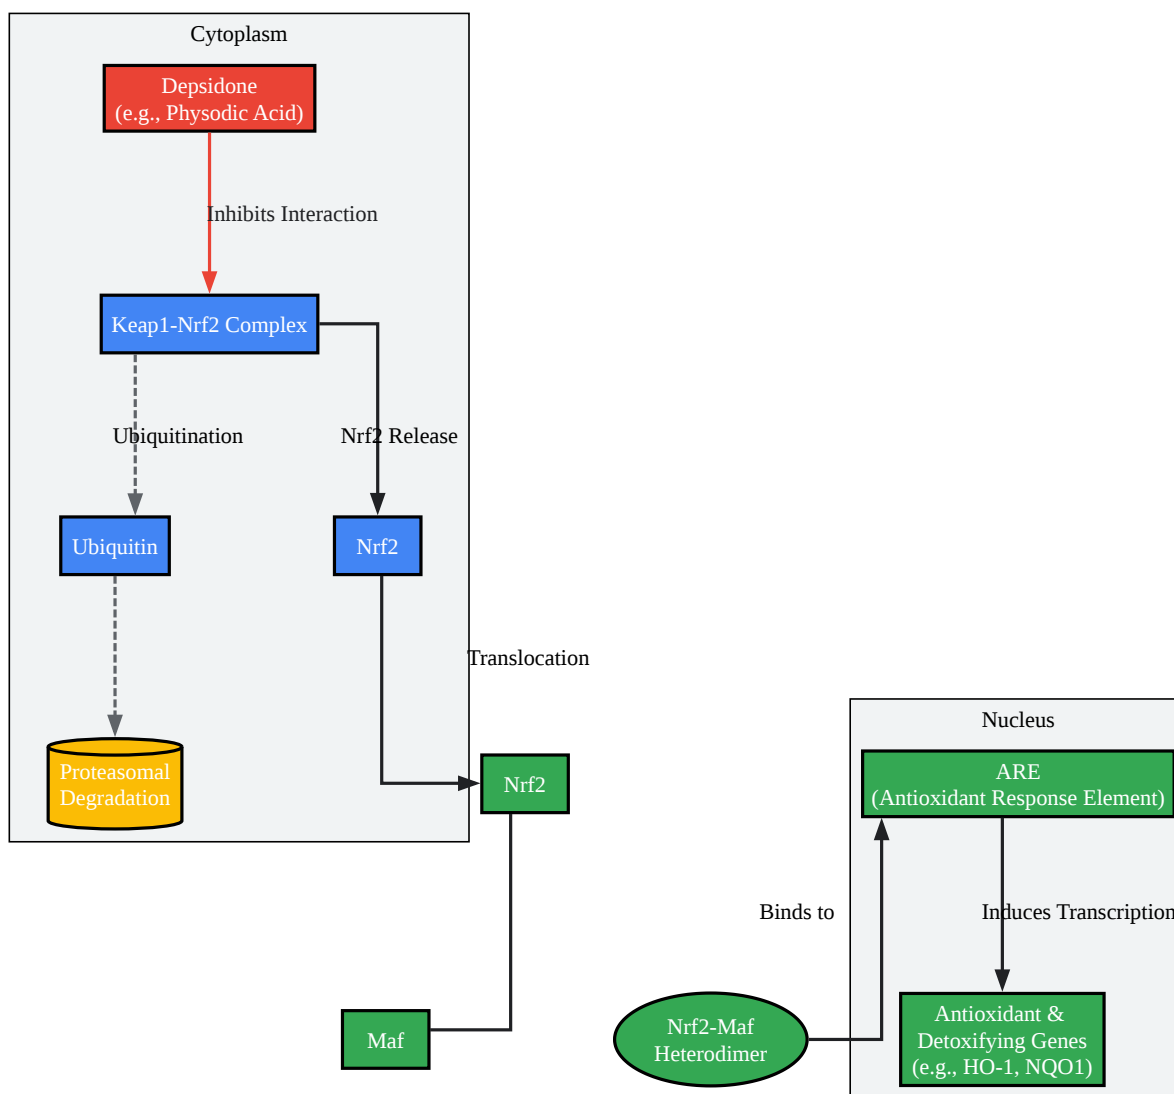 Cytoplasm
Depsidone
(e.g., Physodic Acid)
Inhibits Interaction
Keap1-Nrf2 Complex
Ubiquitination
Nrf2 Release
Ubiquitin
Nrf2
Translocation
Proteasomal
Degradation
Nrf2
Nucleus
ARE
(Antioxidant Response Element)
Binds to
Induces Transcription
Maf
Nrf2-Maf
Heterodimer
Antioxidant &
Detoxifying Genes
(e.g., HO-1, NQO1)